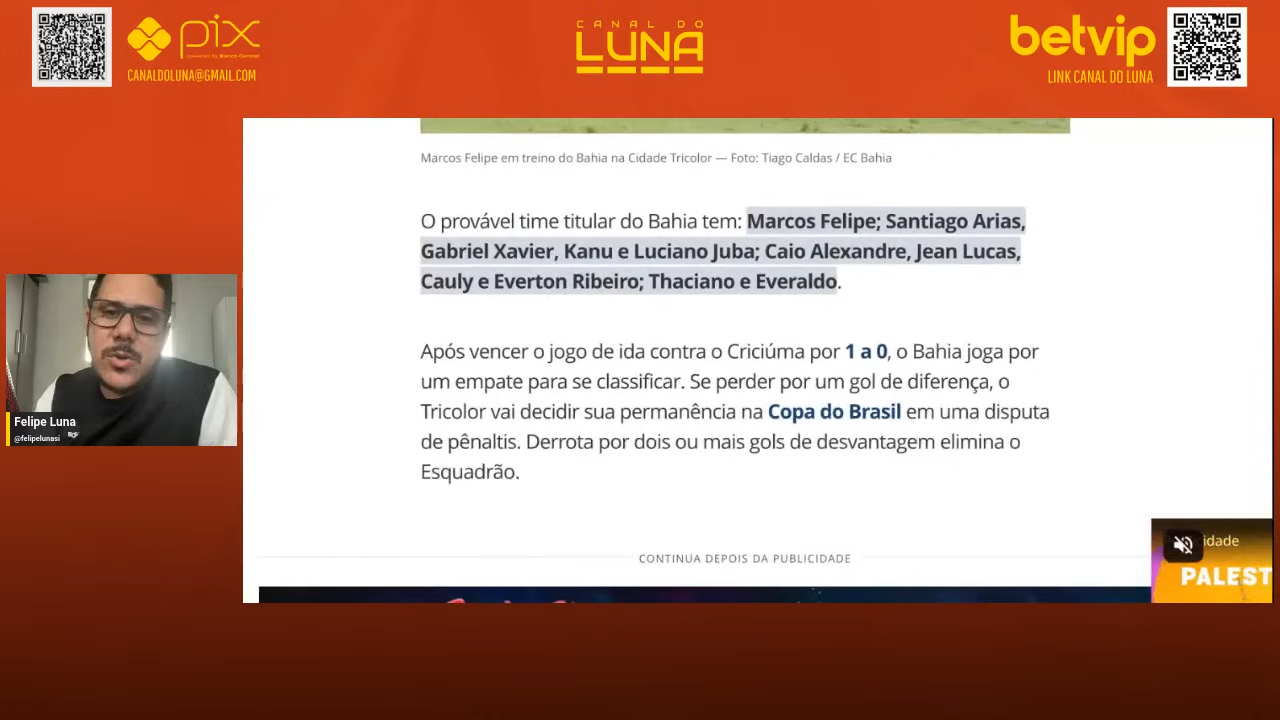 pix
powered by Banco Central
CANALDOLUNA@GMAIL.COM
CANAL DO
LUNA
betvip
LINK CANAL DO LUNA
Marcos Felipe em treino do Bahia na Cidade Tricolor — Foto: Tiago Caldas / EC Bahia
O provável time titular do Bahia tem: Marcos Felipe; Santiago Arias,
Gabriel Xavier, Kanu e Luciano Juba; Caio Alexandre, Jean Lucas,
Cauly e Everton Ribeiro; Thaciano e Everaldo.
Após vencer o jogo de ida contra o Criciúma por 1 a 0, o Bahia joga por
um empate para se classificar. Se perder por um gol de diferença, o
Tricolor vai decidir sua permanência na Copa do Brasil em uma disputa
de pênaltis. Derrota por dois ou mais gols de desvantagem elimina o
Esquadrão.
Felipe Luna
@felipelunasi
CONTINUA DEPOIS DA PUBLICIDADE
idade
PALEST